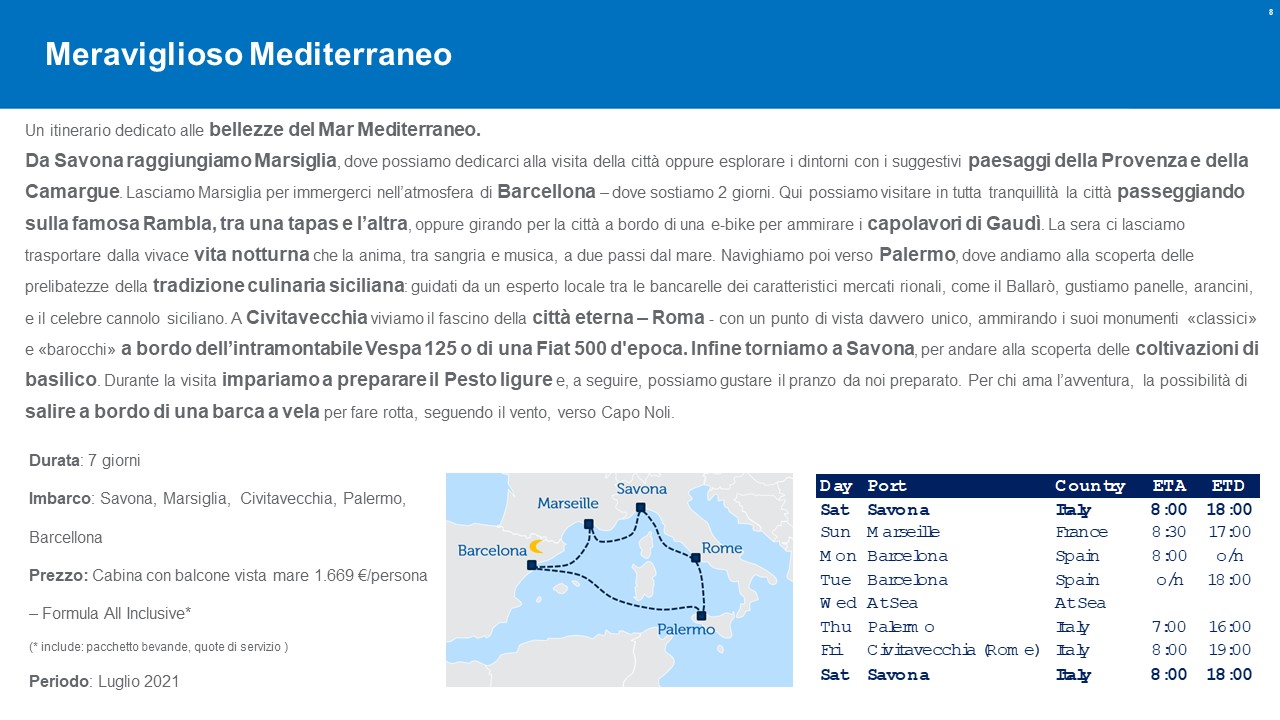 8
Meraviglioso Mediterraneo
Un itinerario dedicato alle bellezze del Mar Mediterraneo.
Da Savona raggiungiamo Marsiglia, dove possiamo dedicarci alla visita della città oppure esplorare i dintorni con i suggestivi paesaggi della Provenza e della
Camargue. Lasciamo Marsiglia per immergerci nell'atmosfera di Barcellona – dove sostiamo 2 giorni. Qui possiamo visitare in tutta tranquillità la città passeggiando
sulla famosa Rambla, tra una tapas e l'altra, oppure girando per la città a bordo di una e-bike per ammirare i capolavori di Gaudì. La sera ci lasciamo
trasportare dalla vivace vita notturna che la anima, tra sangria e musica, a due passi dal mare. Navighiamo poi verso Palermo, dove andiamo alla scoperta delle
prelibatezze della tradizione culinaria siciliana: guidati da un esperto locale tra le bancarelle dei caratteristici mercati rionali, come il Ballarò, gustiamo panelle, arancini,
e il celebre cannolo siciliano. A Civitavecchia viviamo il fascino della città eterna – Roma - con un punto di vista davvero unico, ammirando i suoi monumenti «classici»
e «barocchi» a bordo dell'intramontabile Vespa 125 o di una Fiat 500 d'epoca. Infine torniamo a Savona, per andare alla scoperta delle coltivazioni di
basilico. Durante la visita impariamo a preparare il Pesto ligure e, a seguire, possiamo gustare il pranzo da noi preparato. Per chi ama l'avventura, la possibilità di
salire a bordo di una barca a vela per fare rotta, seguendo il vento, verso Capo Noli.
Durata: 7 giorni
Imbarco: Savona, Marsiglia, Civitavecchia, Palermo,
Barcellona
Prezzo: Cabina con balcone vista mare 1.669 €/persona
– Formula All Inclusive*
(* include: pacchetto bevande, quote di servizio )
Periodo: Luglio 2021
Savona
Marseille
Barcelona
Rome
Palermo
Day Port Country ETA ETD
Sat Savona Italy 8:00 18:00
Sun Marseille France 8:30 17:00
Mon Barcelona Spain 8:00 o/n
Tue Barcelona Spain o/n 18:00
Wed At Sea At Sea
Thu Palermo Italy 7:00 16:00
Fri Civitavecchia (Rome) Italy 8:00 19:00
Sat Savona Italy 8:00 18:00